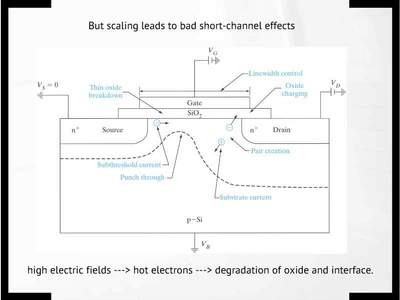 But scaling leads to bad short-channel effects
V_G
Linewidth control
V_S = 0
Thin oxide
breakdown
Oxide
charging
V_D
Gate
SiO₂
n⁺
Source
n⁺
Drain
Pair creation
Subthreshold current
Punch through
Substrate current
p−Si
V_B
high electric fields ---> hot electrons ---> degradation of oxide and interface.